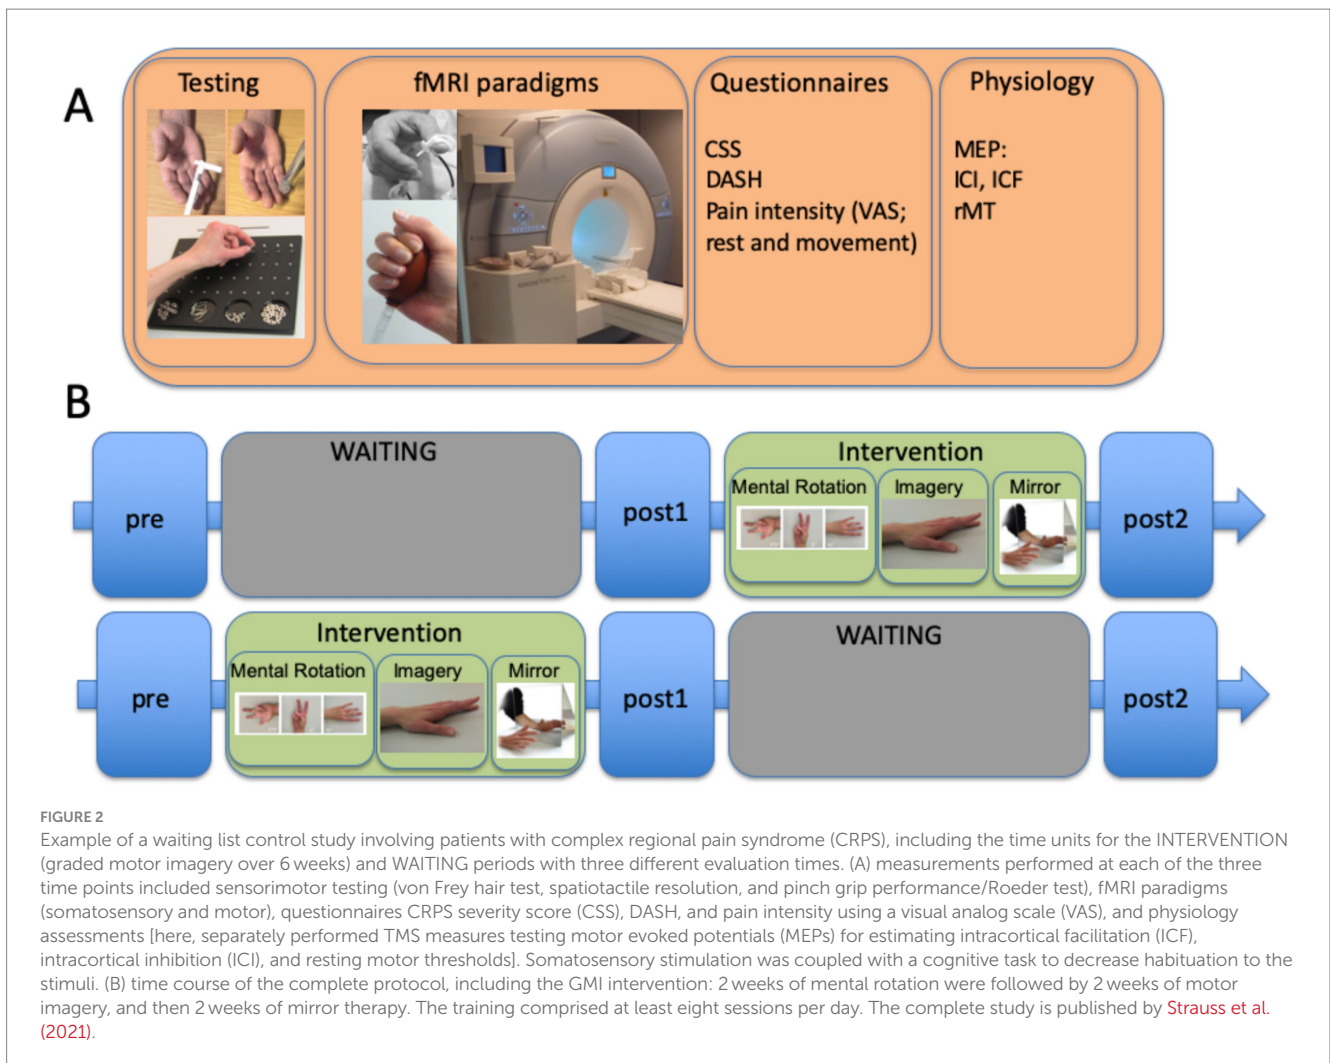 A
Testing
fMRI paradigms
Questionnaires
CSS
DASH
Pain intensity (VAS;
rest and movement)
Physiology
MEP:
ICI, ICF
rMT
B
pre
WAITING
post1
Intervention
Mental Rotation
Imagery
Mirror
post2
pre
Intervention
Mental Rotation
Imagery
Mirror
post1
WAITING
post2
FIGURE 2
Example of a waiting list control study involving patients with complex regional pain syndrome (CRPS), including the time units for the INTERVENTION
(graded motor imagery over 6 weeks) and WAITING periods with three different evaluation times. (A) measurements performed at each of the three
time points included sensorimotor testing (von Frey hair test, spatiotactile resolution, and pinch grip performance/Roeder test), fMRI paradigms
(somatosensory and motor), questionnaires CRPS severity score (CSS), DASH, and pain intensity using a visual analog scale (VAS), and physiology
assessments [here, separately performed TMS measures testing motor evoked potentials (MEPs) for estimating intracortical facilitation (ICF),
intracortical inhibition (ICI), and resting motor thresholds]. Somatosensory stimulation was coupled with a cognitive task to decrease habituation to the
stimuli. (B) time course of the complete protocol, including the GMI intervention: 2 weeks of mental rotation were followed by 2 weeks of motor
imagery, and then 2 weeks of mirror therapy. The training comprised at least eight sessions per day. The complete study is published by Strauss et al.
(2021).